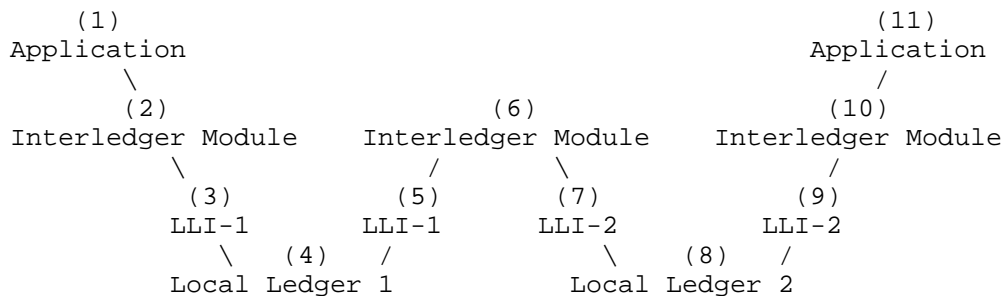 (1) (11)
Application Application
\ /
(2) (6) (10)
Interledger Module Interledger Module Interledger Module
\ / \ /
(3) (5) (7) (9)
LLI-1 LLI-1 LLI-2 LLI-2
\ (4) / \ (8) /
Local Ledger 1 Local Ledger 2